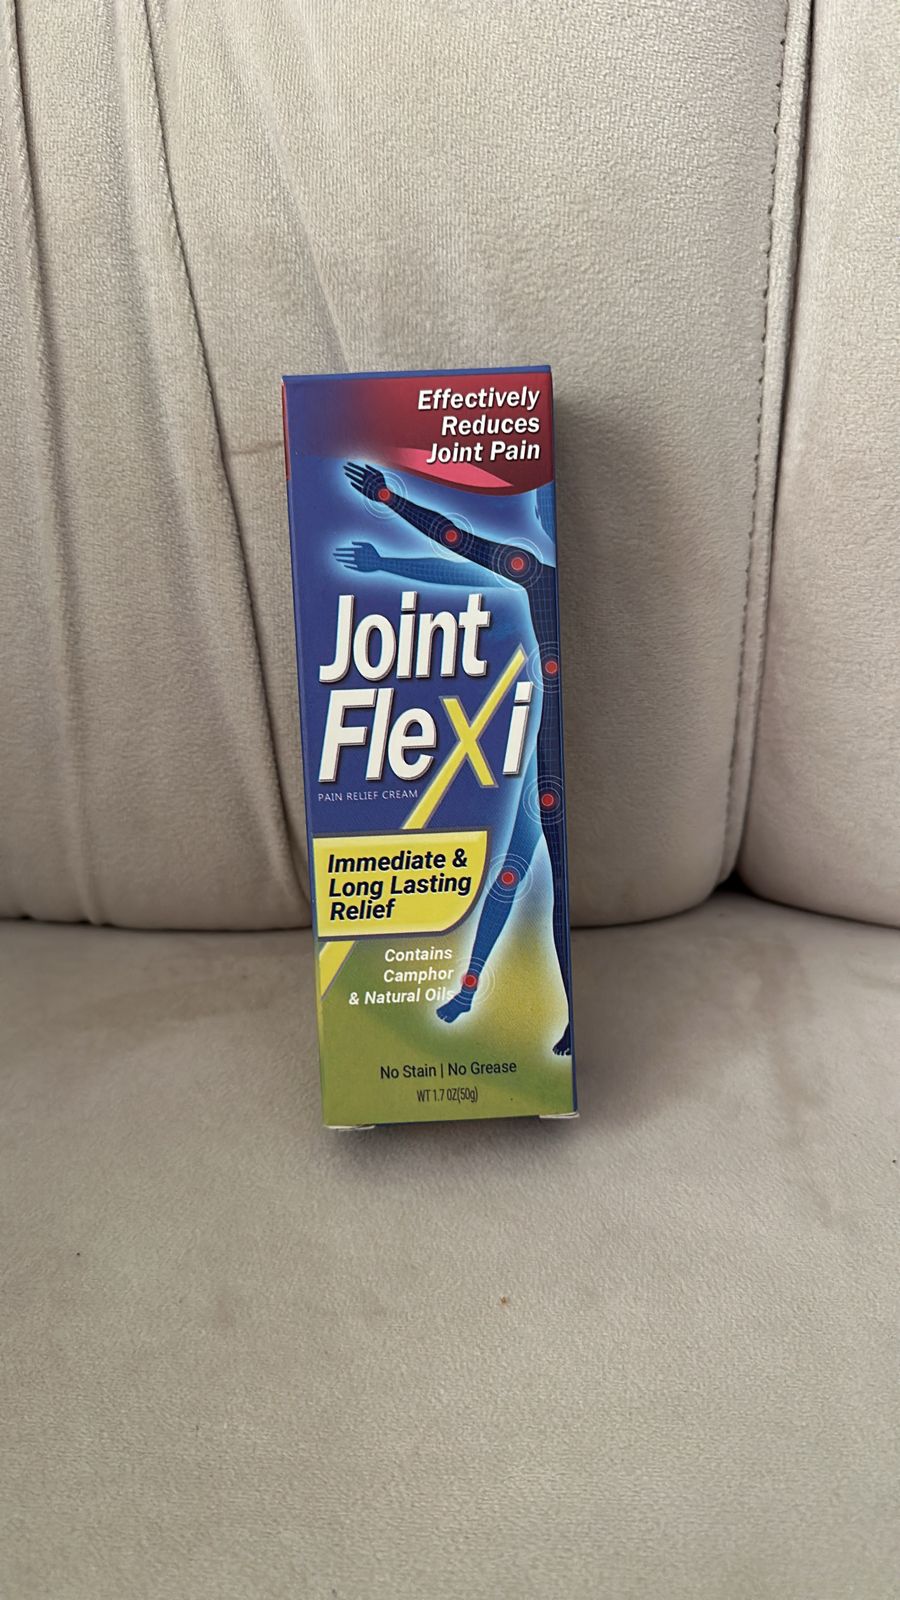 Effectively
Reduces
Joint Pain
Joint
Flexi
PAIN RELIEF CREAM
Immediate &
Long Lasting
Relief
Contains
Camphor
& Natural Oils
No Stain | No Grease
WT 1.7 OZ(50g)